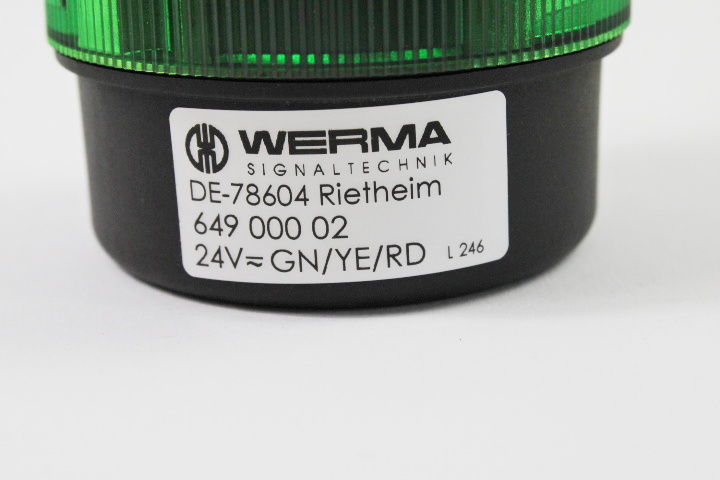 WERMA
SIGNALTECHNIK
DE-78604 Rietheim
649 000 02
24V≂ GN/YE/RD L 246